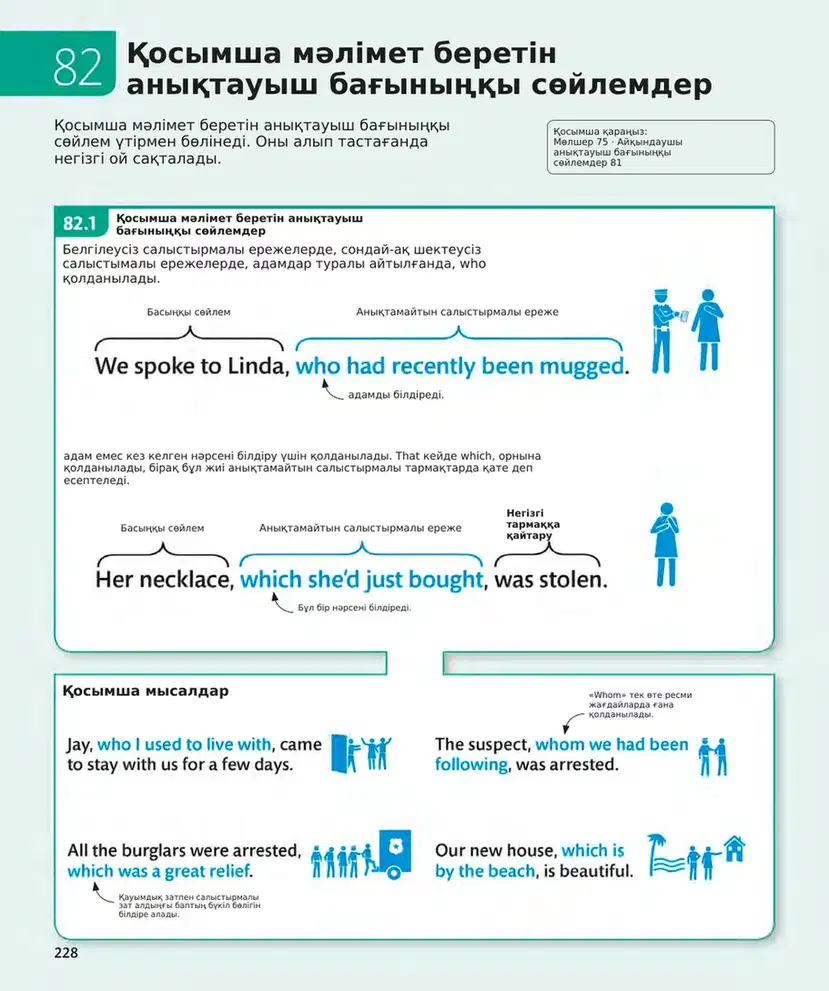 82
Қосымша мәлімет беретін
анықтауыш бағыныңқы сөйлемдер
Қосымша мәлімет беретін анықтауыш бағыныңқы
сөйлем үтірмен бөлінеді. Оны алып тастағанда
негізгі ой сақталады.
Қосымша қараңыз:
Мөлшер 75 · Айқындаушы
анықтауыш бағыныңқы
сөйлемдер 81
82.1
Қосымша мәлімет беретін анықтауыш
бағыныңқы сөйлемдер
Белгілеусіз салыстырмалы ережелерде, сондай-ақ шектеусіз
салыстымалы ережелерде, адамдар туралы айтылғанда, who
қолданылады.
Басыңқы сөйлем
Анықтамайтын салыстырмалы ереже
We spoke to Linda, who had recently been mugged.
адамды білдіреді.
адам емес кез келген нәрсені білдіру үшін қолданылады. That кейде which, орнына
қолданылады, бірақ бұл жиі анықтамайтын салыстырмалы тармақтарда қате деп
есептеледі.
Басыңқы сөйлем
Анықтамайтын салыстырмалы ереже
Негізгі
тармаққа
қайтару
Her necklace, which she'd just bought, was stolen.
Бұл бір нәрсені білдіреді.
Қосымша мысалдар
Jay, who I used to live with, came
to stay with us for a few days.
«Whom» тек өте ресми
жағдайларда ғана
қолданылады.
The suspect, whom we had been
following, was arrested.
All the burglars were arrested,
which was a great relief.
Қауымдық затпен салыстырмалы
зат алдыңғы баптың бүкіл бөлігін
білдіре алады.
Our new house, which is
by the beach, is beautiful.
228